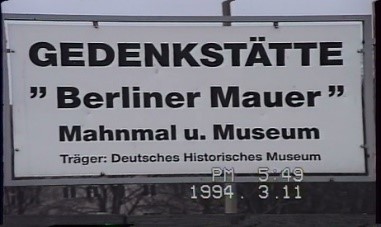 GEDENKSTÄTTE
” Berliner Mauer ”
Mahnmal u. Museum
Träger: Deutsches Historisches Museum
PM 5:49
1994. 3.11